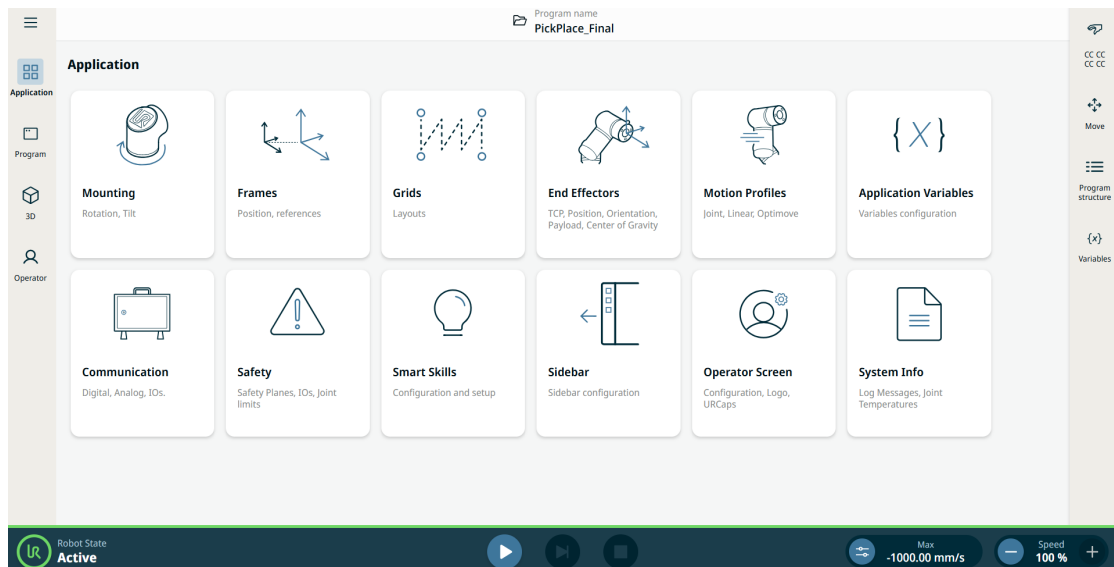 Program name
PickPlace_Final
Application
Application
Program
3D
Operator
Mounting
Rotation, Tilt
Frames
Position, references
Grids
Layouts
End Effectors
TCP, Position, Orientation,
Payload, Center of Gravity
Motion Profiles
Joint, Linear, Optimove
{X}
Application Variables
Variables configuration
Communication
Digital, Analog, IOs.
Safety
Safety Planes, IOs, Joint
limits
Smart Skills
Configuration and setup
Sidebar
Sidebar configuration
Operator Screen
Configuration, Logo,
URCaps
System Info
Log Messages, Joint
Temperatures
CC CC
CC CC
Move
Program
structure
{x}
Variables
UR
Robot State
Active
Max
-1000.00 mm/s
Speed
100 %